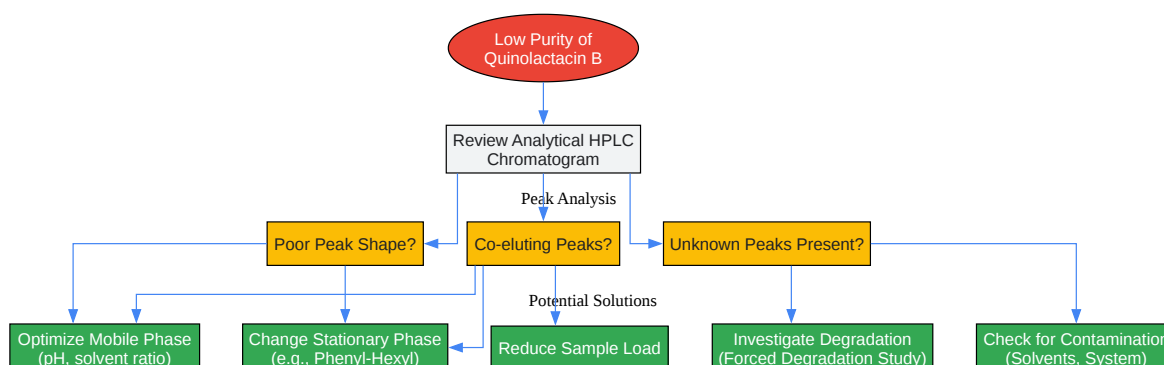 Low Purity of
Quinolactacin B
Review Analytical HPLC
Chromatogram
Peak Analysis
Poor Peak Shape?
Co-eluting Peaks?
Unknown Peaks Present?
Potential Solutions
Optimize Mobile Phase
(pH, solvent ratio)
Change Stationary Phase
(e.g., Phenyl-Hexyl)
Reduce Sample Load
Investigate Degradation
(Forced Degradation Study)
Check for Contamination
(Solvents, System)